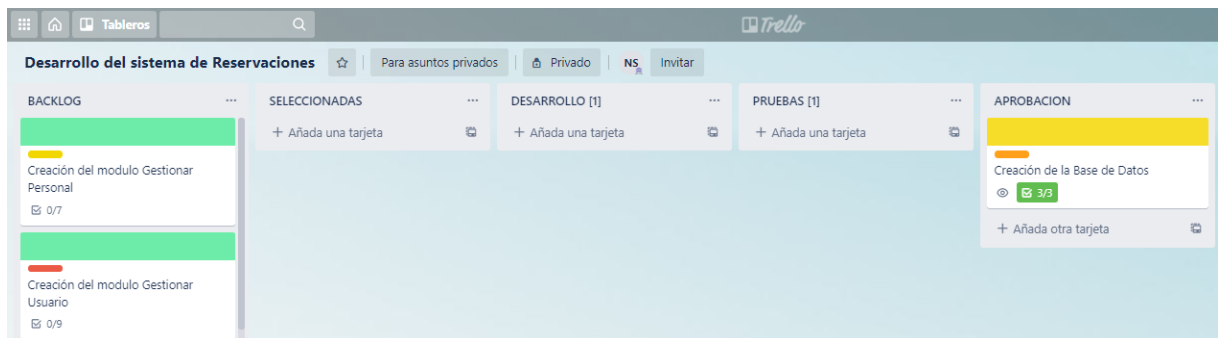 Tableros
Trello
Desarrollo del sistema de Reservaciones
Para asuntos privados
Privado
NS
Invitar
BACKLOG
Creación del modulo Gestionar
Personal
0/7
Creación del modulo Gestionar
Usuario
0/9
SELECCIONADAS
+ Añada una tarjeta
DESARROLLO [1]
+ Añada una tarjeta
PRUEBAS [1]
+ Añada una tarjeta
APROBACION
Creación de la Base de Datos
3/3
+ Añada otra tarjeta